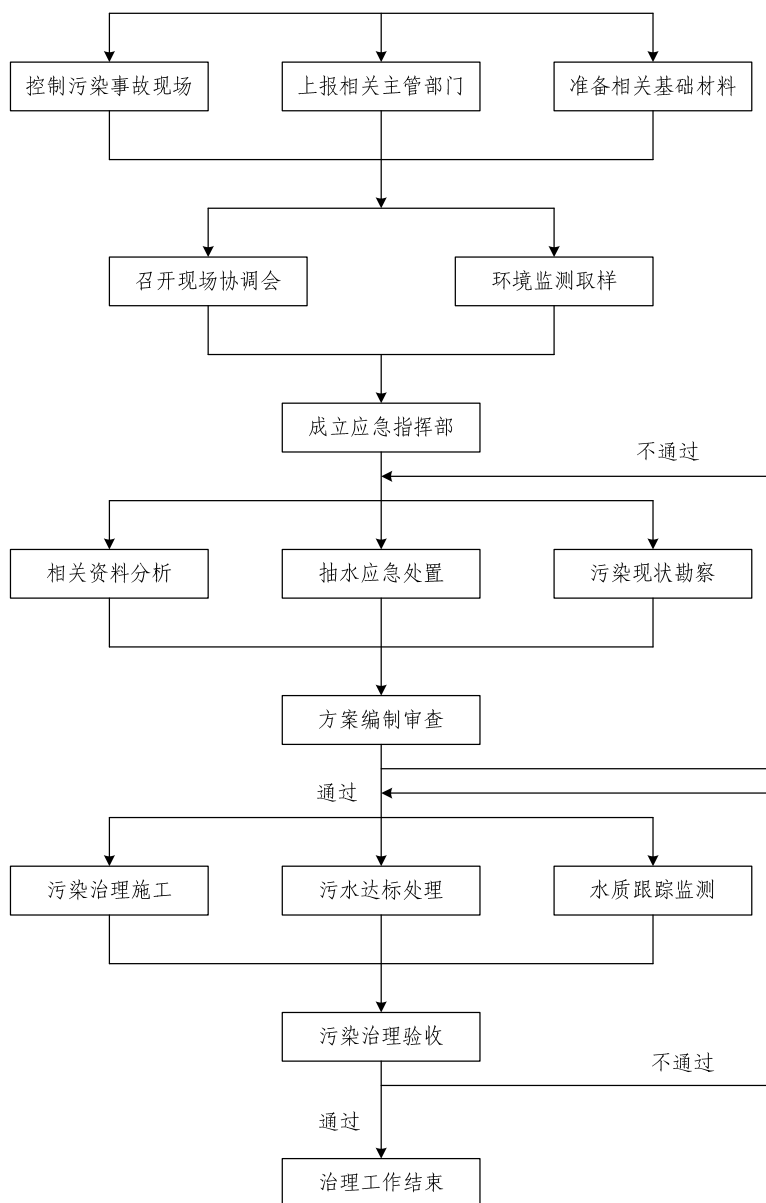 控制污染事故现场
上报相关主管部门
准备相关基础材料
召开现场协调会
环境监测取样
成立应急指挥部
不通过
相关资料分析
抽水应急处置
污染现状勘察
方案编制审查
通过
污染治理施工
污水达标处理
水质跟踪监测
污染治理验收
不通过
通过
治理工作结束